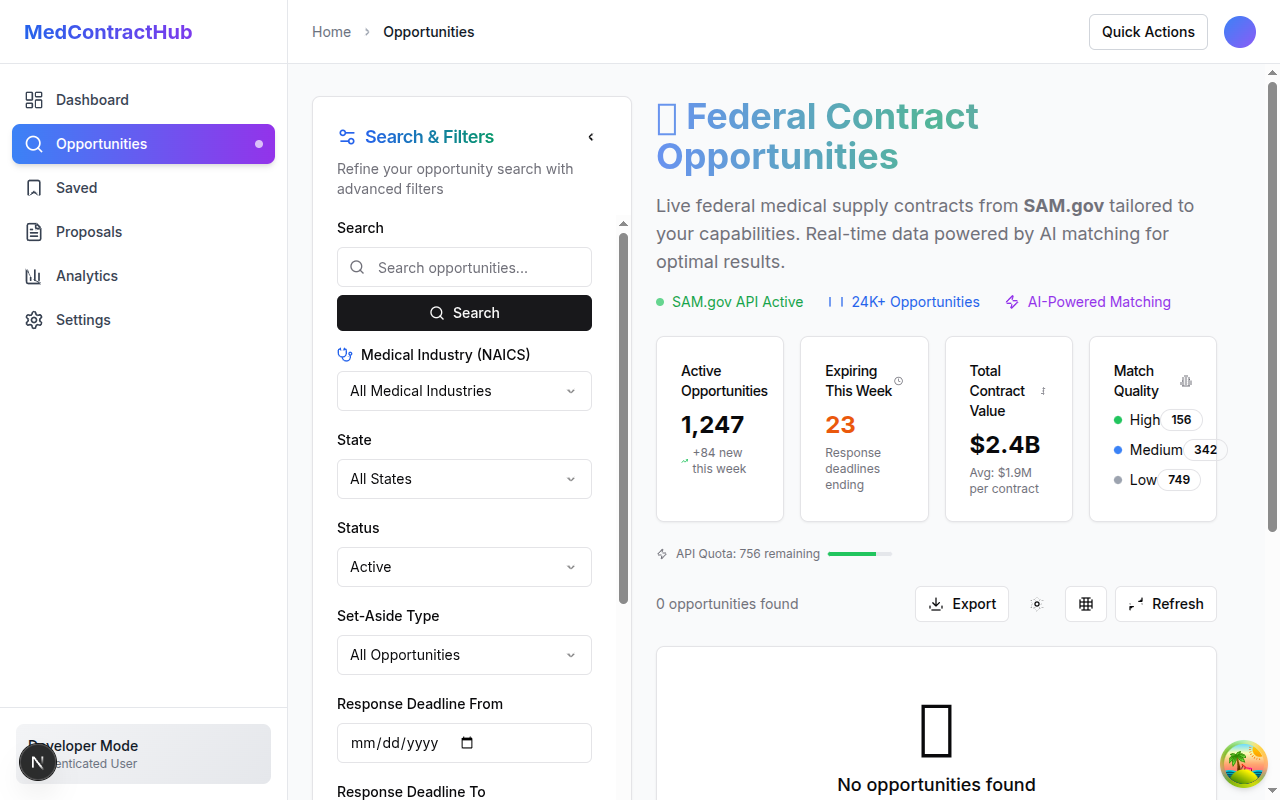 MedContractHub
Home
Opportunities
Quick Actions
Dashboard
Opportunities
Saved
Proposals
Analytics
Settings
Developer Mode
N
Search & Filters
Refine your opportunity search with
advanced filters
Search
Search opportunities...
Search
Medical Industry (NAICS)
All Medical Industries
State
All States
Status
Active
Set-Aside Type
All Opportunities
Response Deadline From
mm/dd/yyyy
Response Deadline To
Federal Contract
Opportunities
Live federal medical supply contracts from SAM.gov tailored to
your capabilities. Real-time data powered by AI matching for
optimal results.
SAM.gov API Active
24K+ Opportunities
AI-Powered Matching
Active
Opportunities
1,247
+84 new
this week
Expiring
This Week
23
Response
deadlines
ending
Total
Contract
Value
$2.4B
Avg: $1.9M
per contract
Match
Quality
High 156
Medium 342
Low 749
API Quota: 756 remaining
0 opportunities found
Export
Refresh
No opportunities found